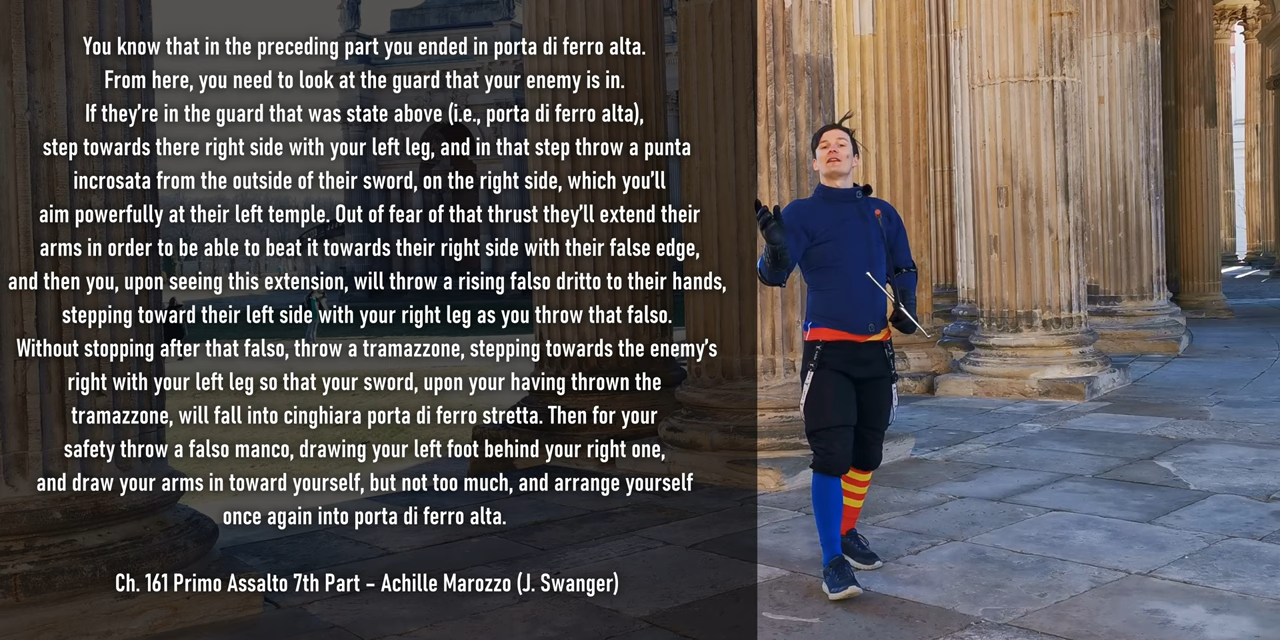 You know that in the preceding part you ended in porta di ferro alta.
From here, you need to look at the guard that your enemy is in.
If they're in the guard that was state above (i.e., porta di ferro alta),
step towards there right side with your left leg, and in that step throw a punta
incrosata from the outside of their sword, on the right side, which you'll
aim powerfully at their left temple. Out of fear of that thrust they'll extend their
arms in order to be able to beat it towards their right side with their false edge,
and then you, upon seeing this extension, will throw a rising falso dritto to their hands,
stepping toward their left side with your right leg as you throw that falso.
Without stopping after that falso, throw a tramazzone, stepping towards the enemy's
right with your left leg so that your sword, upon your having thrown the
tramazzone, will fall into cinghiara porta di ferro stretta. Then for your
safety throw a falso manco, drawing your left foot behind your right one,
and draw your arms in toward yourself, but not too much, and arrange yourself
once again into porta di ferro alta.
Ch. 161 Primo Assalto 7th Part – Achille Marozzo (J. Swanger)